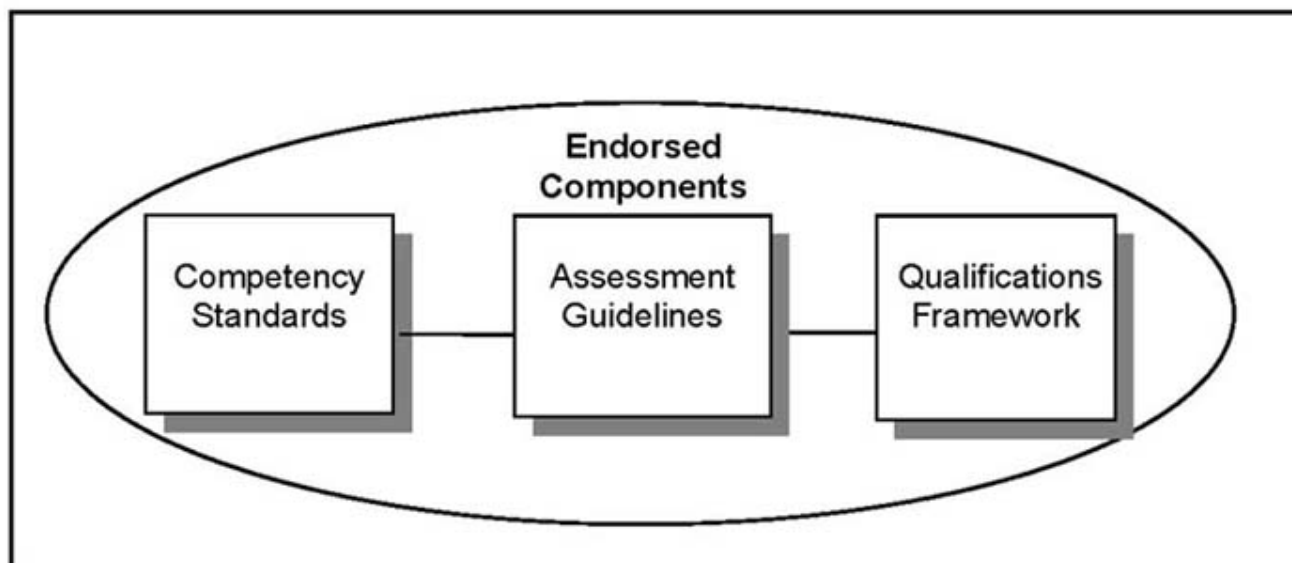 Endorsed
Components
Competency
Standards
Assessment
Guidelines
Qualifications
Framework